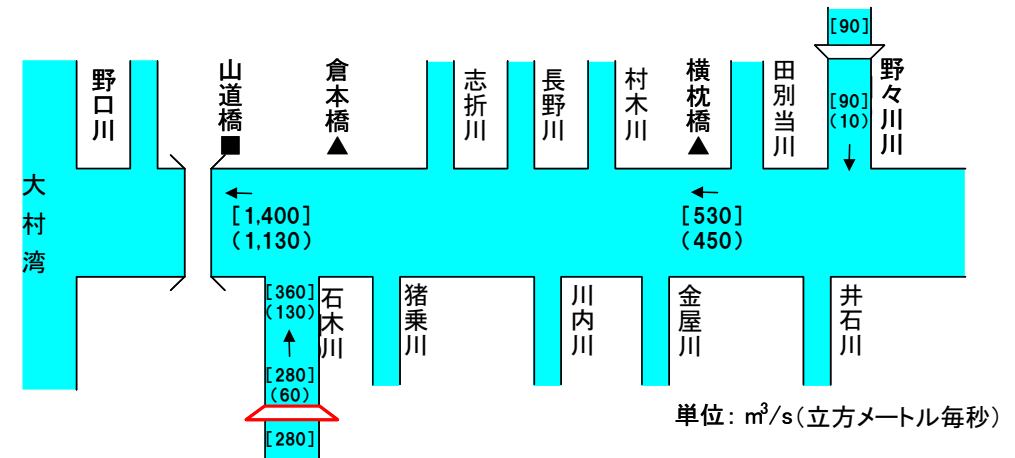 [90]
野口川
山道橋
■
倉本橋
▲
志折川
長野川
村木川
横枕橋
▲
田別当川
[90]
(10)
野々川川
大村湾
[1,400]
(1,130)
[530]
(450)
[360]
(130)
石木川
猪乗川
川内川
金屋川
井石川
[280]
(60)
[280]
単位: m³/s(立方メートル毎秒)